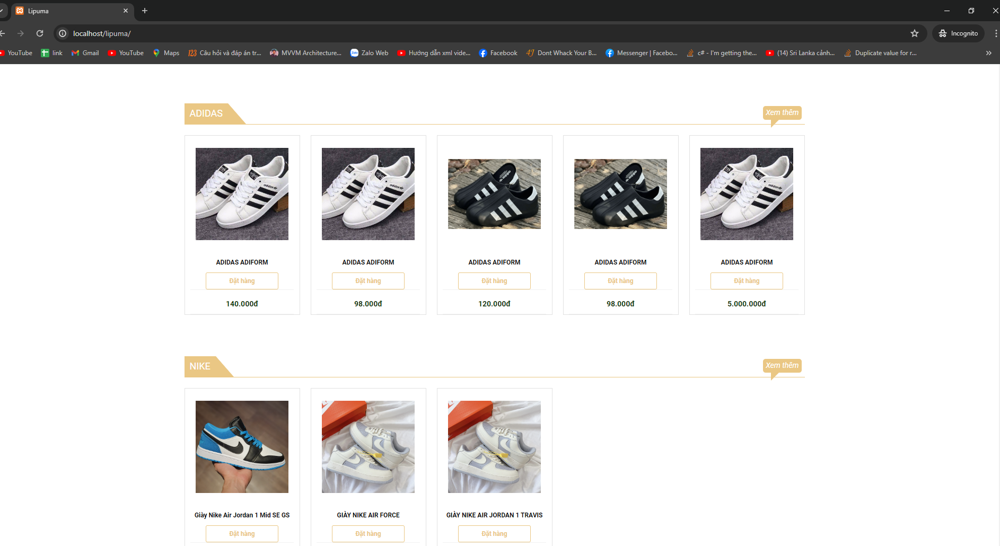 Lipuma
localhost/lipuma/
Incognito
YouTube
link
Gmail
YouTube
Maps
123 Câu hỏi và đáp án tr...
MVVM Architecture...
Zalo Zalo Web
Hướng dẫn xml vide...
Facebook
Dont Whack Your B...
Messenger | Facebo...
c# - I'm getting the...
(14) Sri Lanka cảnh...
Duplicate value for r...
ADIDAS
Xem thêm
ADIDAS ADIFORM
ADIDAS ADIFORM
ADIDAS ADIFORM
ADIDAS ADIFORM
ADIDAS ADIFORM
Đặt hàng
Đặt hàng
Đặt hàng
Đặt hàng
Đặt hàng
140.000đ
98.000đ
120.000đ
98.000đ
5.000.000đ
NIKE
Xem thêm
Giày Nike Air Jordan 1 Mid SE GS
GIÀY NIKE AIR FORCE
GIÀY NIKE AIR JORDAN 1 TRAVIS
Đặt hàng
Đặt hàng
Đặt hàng